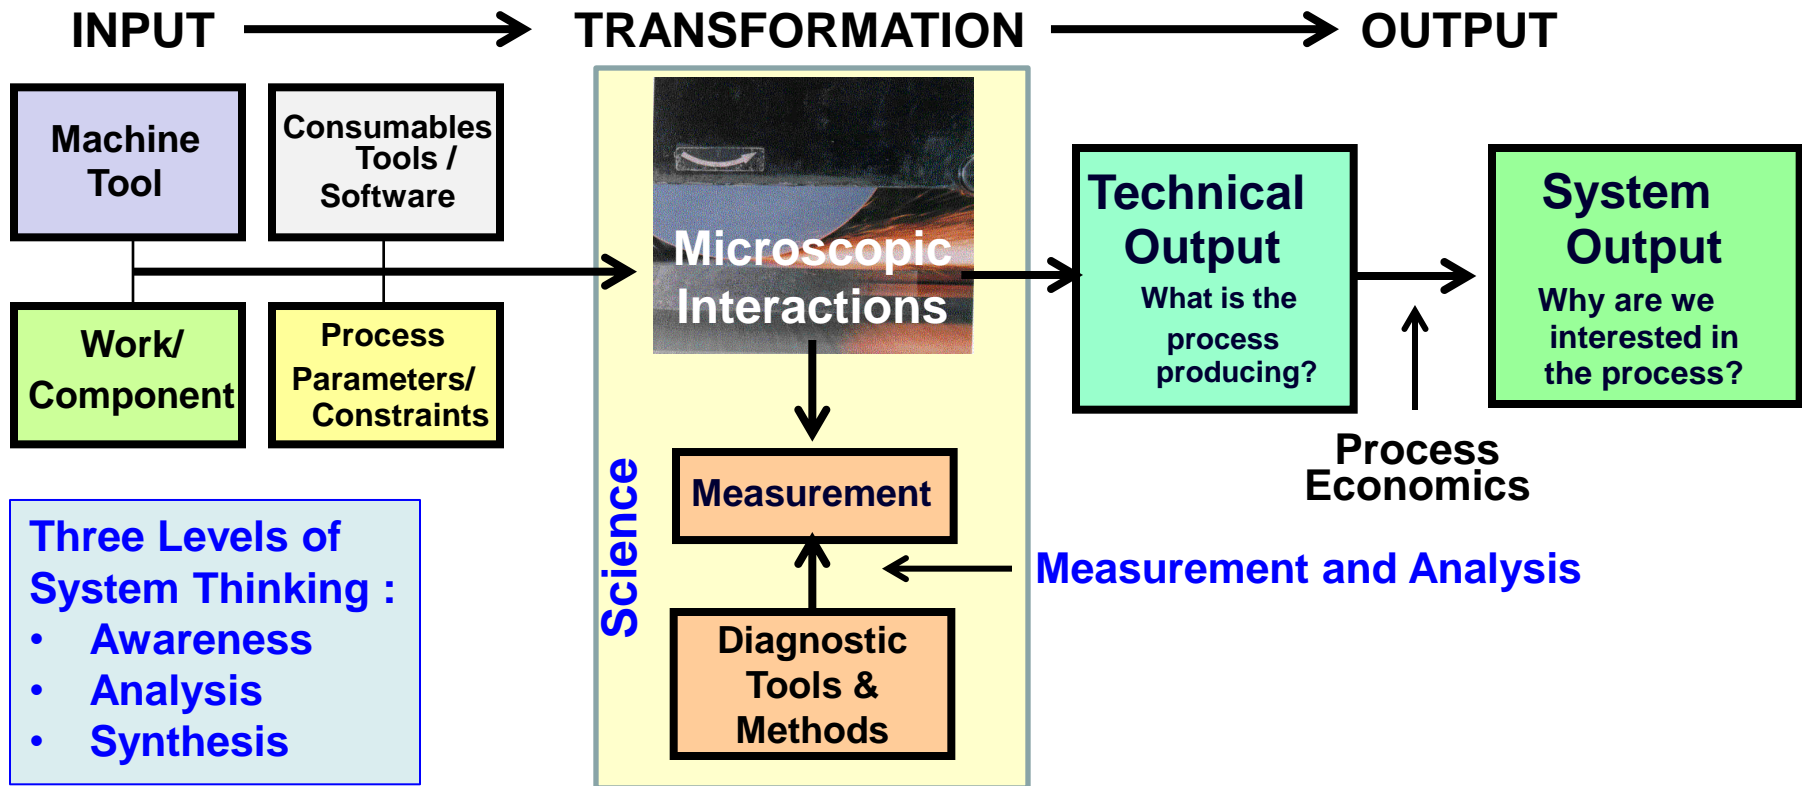 INPUT
TRANSFORMATION
OUTPUT
Machine
Tool
Consumables
Tools /
Software
Work/
Component
Process
Parameters/
Constraints
Microscopic
Interactions
Measurement
Diagnostic
Tools &
Methods
Science
Measurement and Analysis
Technical
Output
What is the
process
producing?
System
Output
Why are we
interested in
the process?
Process
Economics
Three Levels of
System Thinking :
• Awareness
• Analysis
• Synthesis